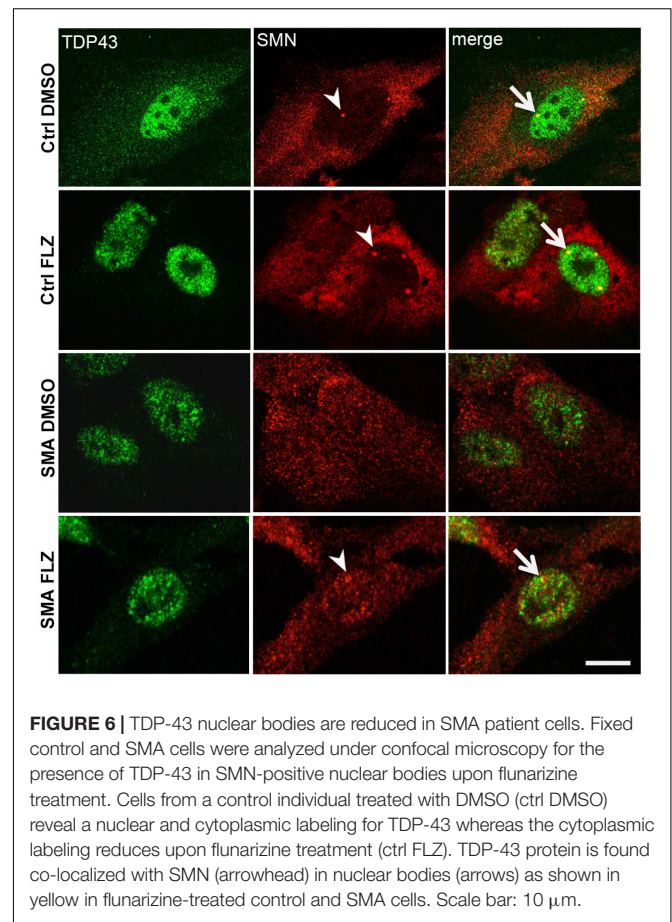 TDP43 SMN merge
Ctrl DMSO
Ctrl FLZ
SMA DMSO
SMA FLZ
FIGURE 6 | TDP-43 nuclear bodies are reduced in SMA patient cells. Fixed
control and SMA cells were analyzed under confocal microscopy for the
presence of TDP-43 in SMN-positive nuclear bodies upon flunarizine
treatment. Cells from a control individual treated with DMSO (ctrl DMSO)
reveal a nuclear and cytoplasmic labeling for TDP-43 whereas the cytoplasmic
labeling reduces upon flunarizine treatment (ctrl FLZ). TDP-43 protein is found
co-localized with SMN (arrowhead) in nuclear bodies (arrows) as shown in
yellow in flunarizine-treated control and SMA cells. Scale bar: 10 μm.